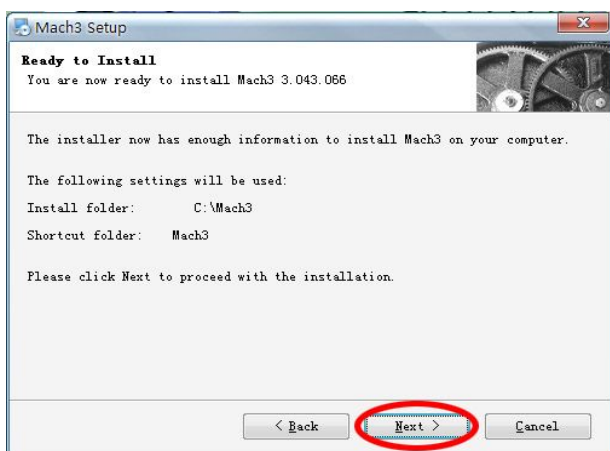 Mach3 Setup
Ready to Install
You are now ready to install Mach3 3.043.066
The installer now has enough information to install Mach3 on your computer.
The following settings will be used:
Install folder: C:\Mach3
Shortcut folder: Mach3
Please click Next to proceed with the installation.
< Back Next > Cancel